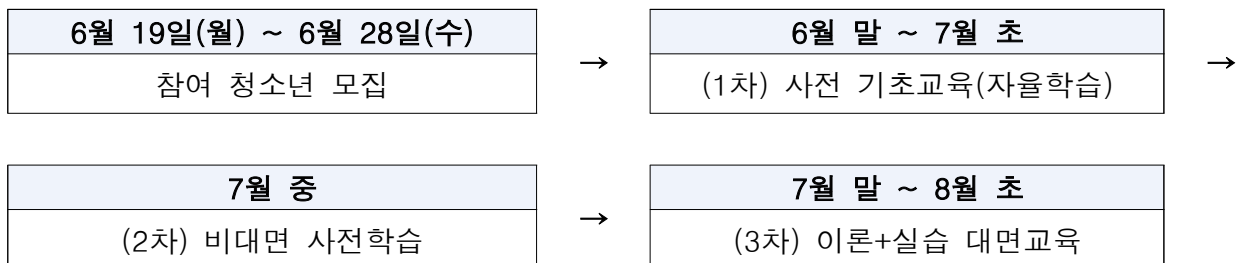 6월 19일(월) ~ 6월 28일(수)
참여 청소년 모집
→
6월 말 ~ 7월 초
(1차) 사전 기초교육(자율학습)
→
7월 중
(2차) 비대면 사전학습
→
7월 말 ~ 8월 초
(3차) 이론+실습 대면교육